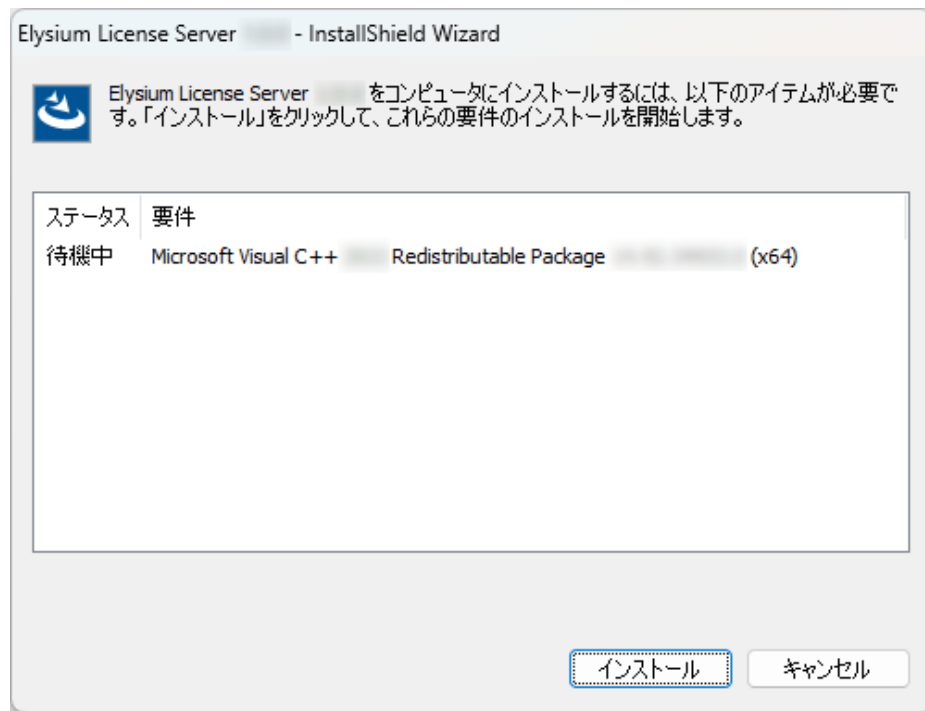 Elysium License Server - InstallShield Wizard
Elysium License Server をコンピュータにインストールするには、以下のアイテムが必要で
す。「インストール」をクリックして、これらの要件のインストールを開始します。
ステータス 要件
待機中 Microsoft Visual C++ Redistributable Package (x64)
インストール キャンセル